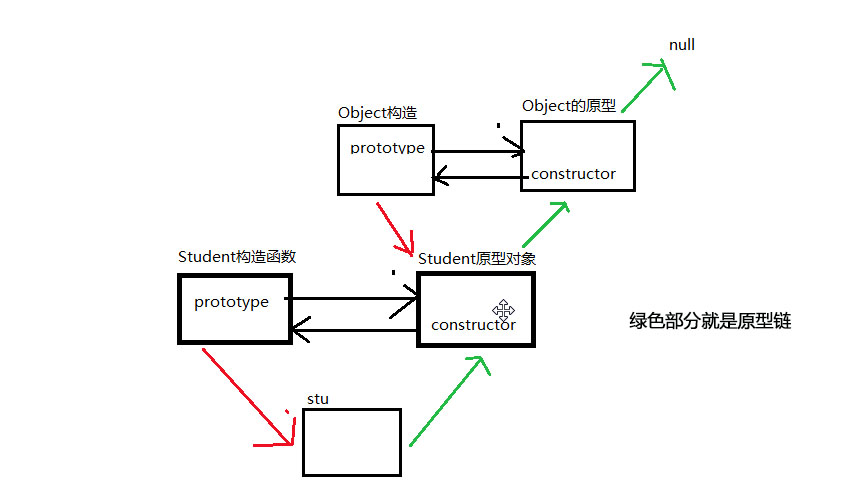 null
Object构造
Object的原型
prototype
constructor
Student构造函数
Student原型对象
prototype
constructor
绿色部分就是原型链
stu